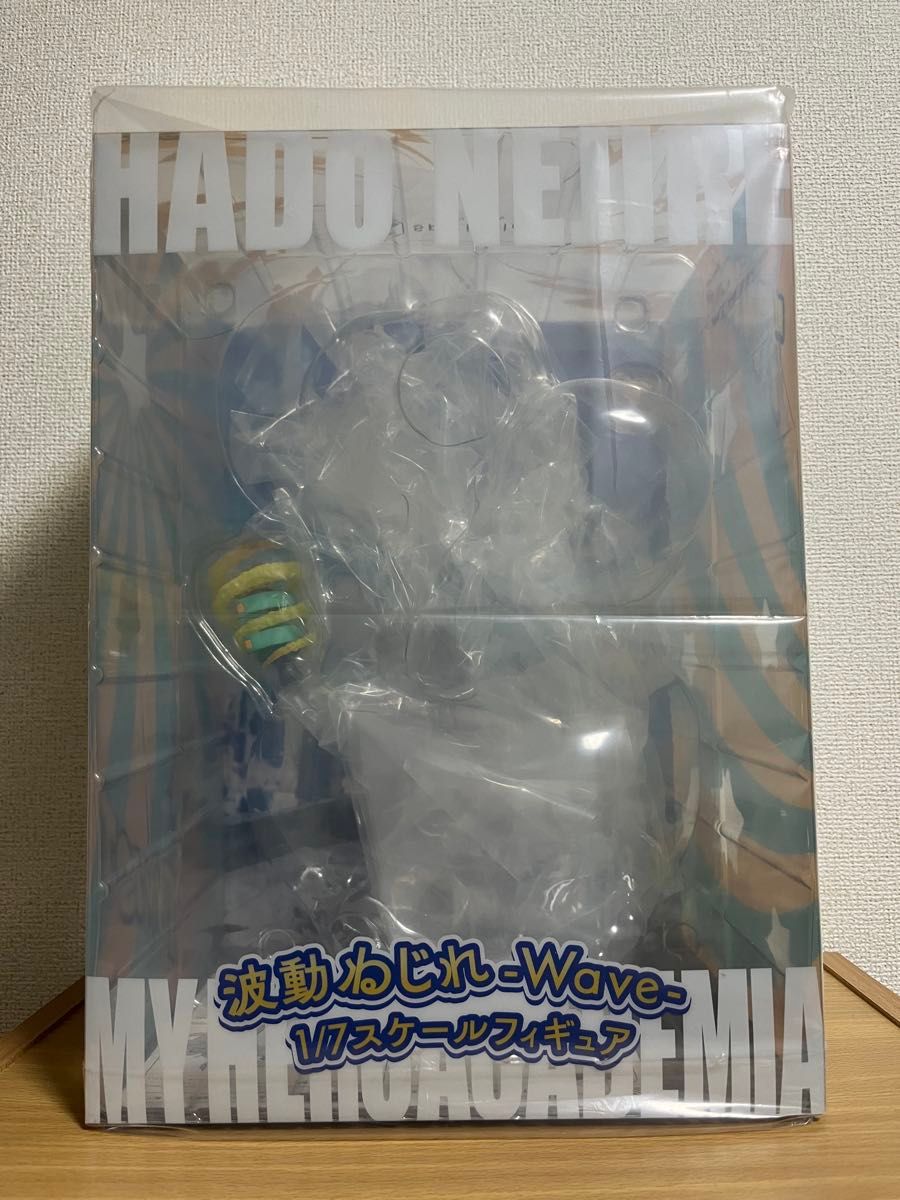 HADO NEJIRE
波動ねじれ -Wave-
1/7スケールフィギュア
MY HERO ACADEMIA